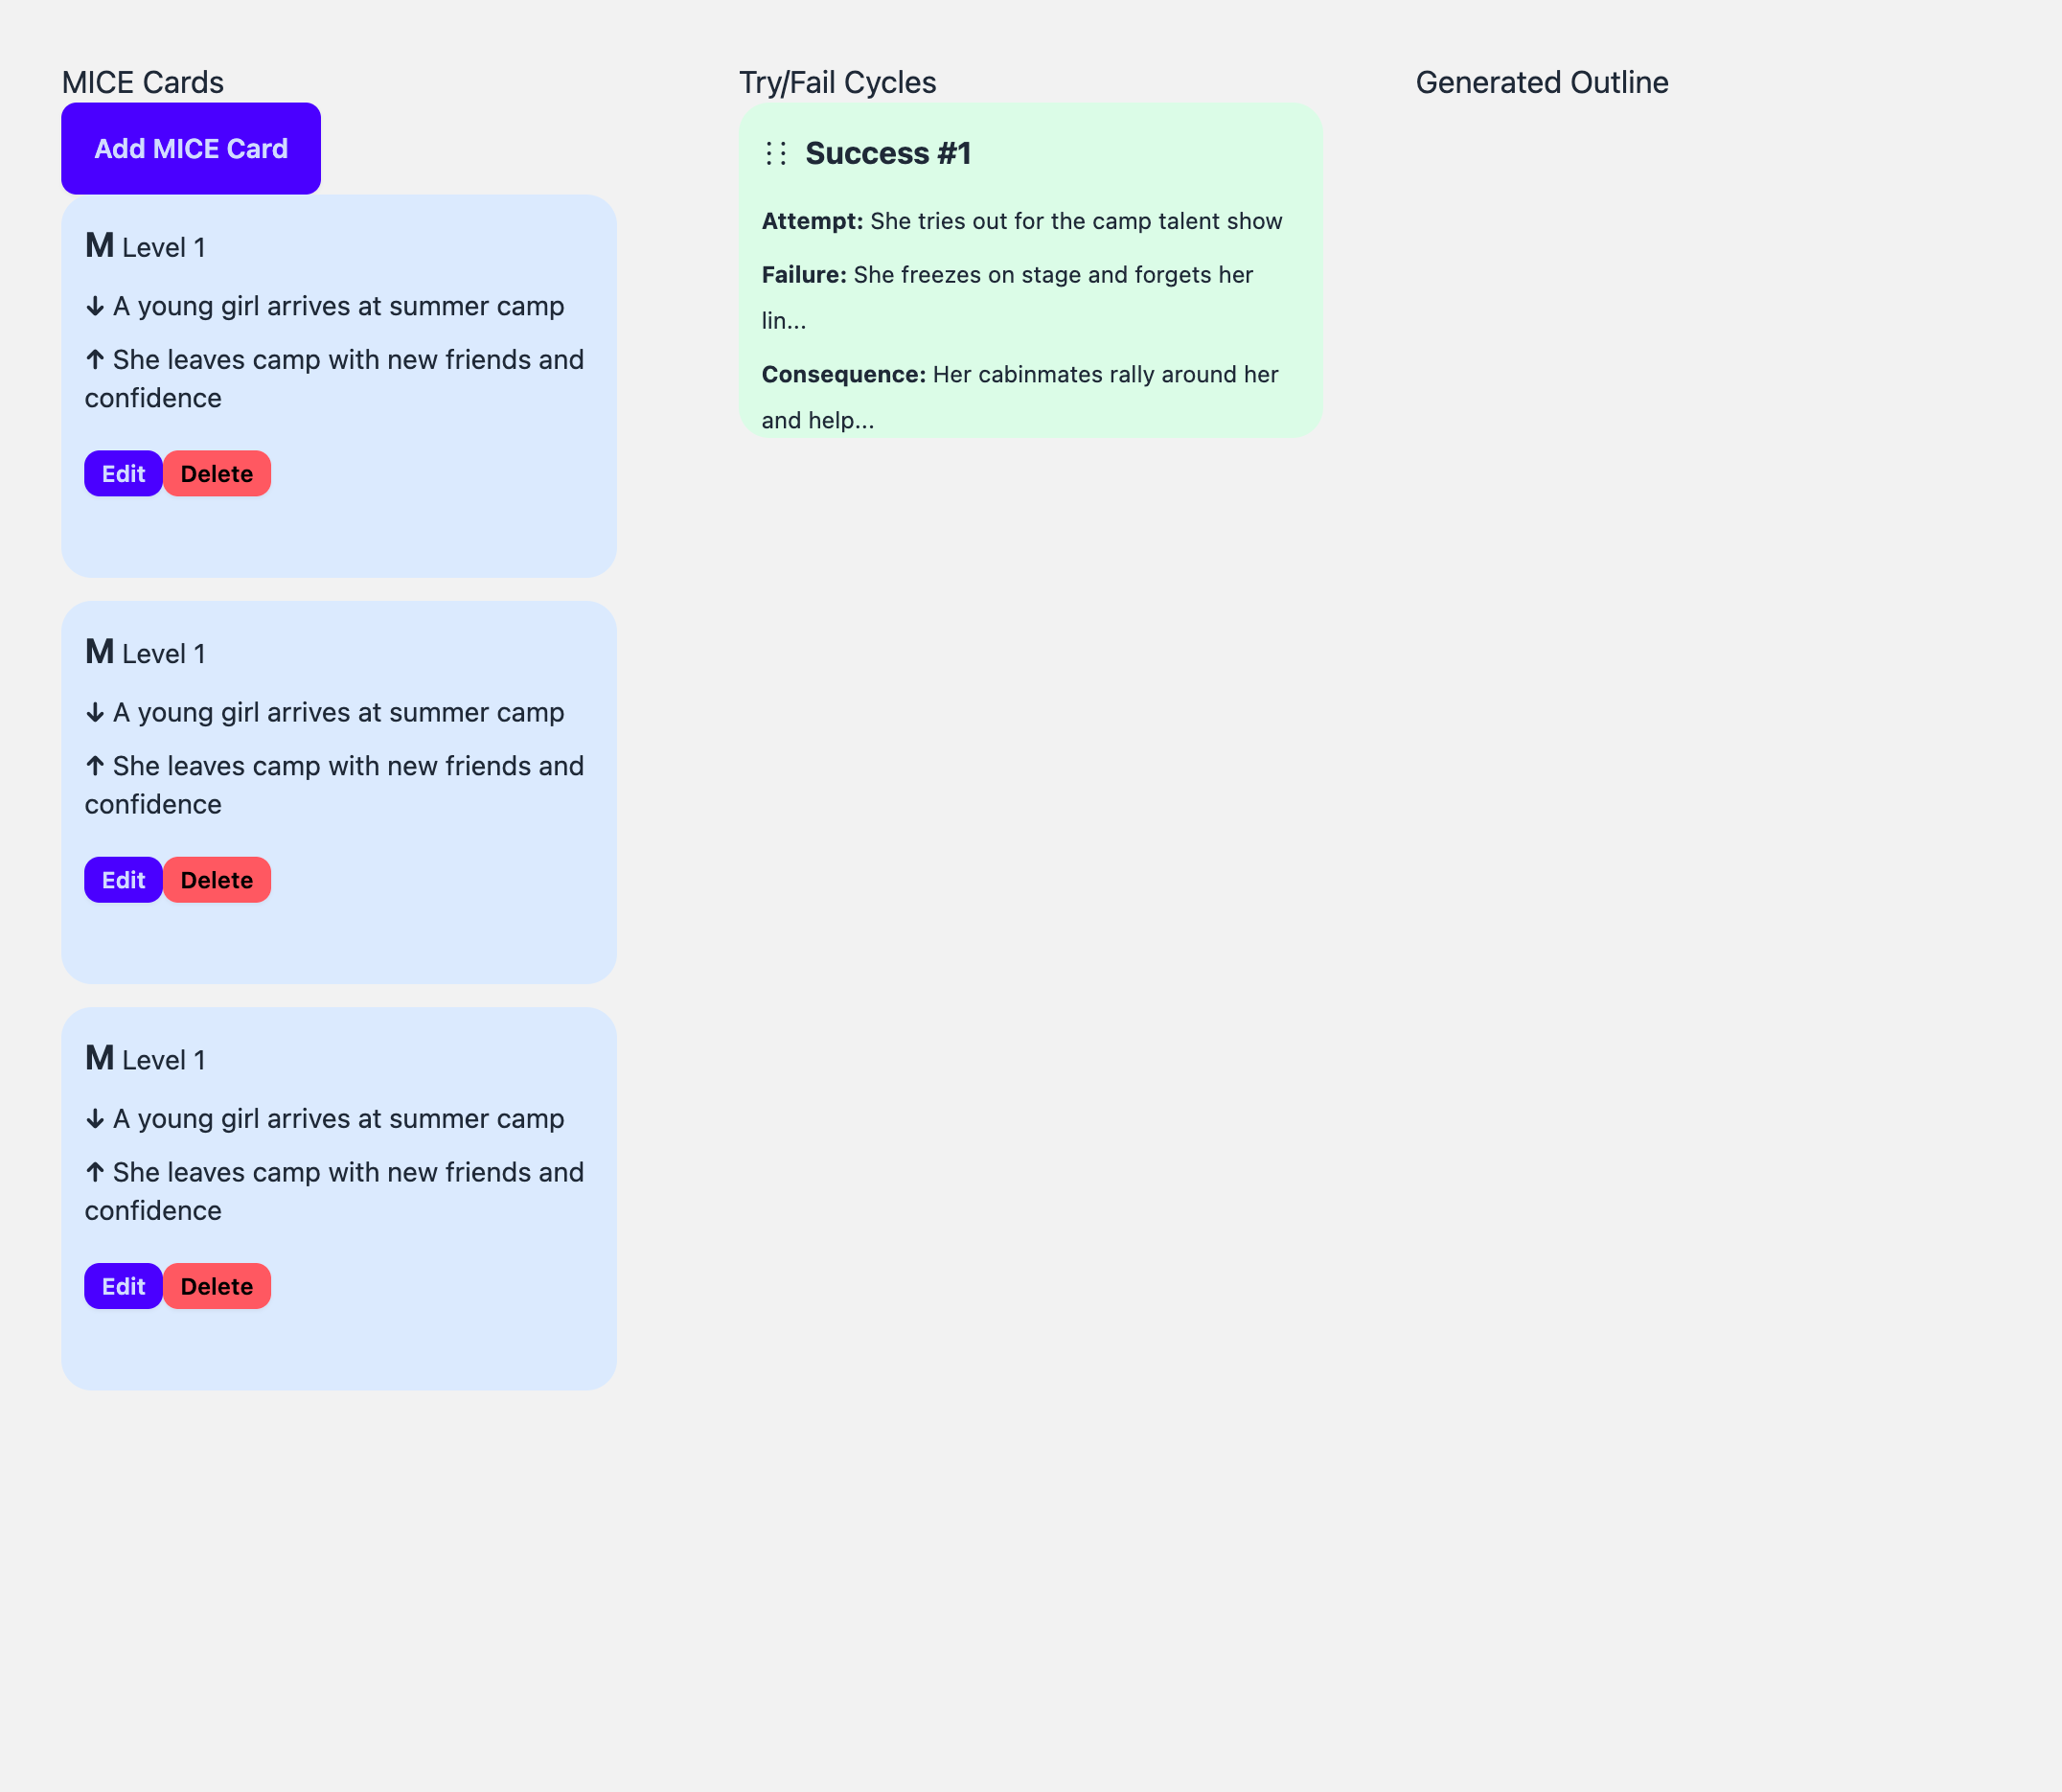 MICE Cards
Add MICE Card
M Level 1
↓ A young girl arrives at summer camp
↑ She leaves camp with new friends and
confidence
Edit Delete
M Level 1
↓ A young girl arrives at summer camp
↑ She leaves camp with new friends and
confidence
Edit Delete
M Level 1
↓ A young girl arrives at summer camp
↑ She leaves camp with new friends and
confidence
Edit Delete
Try/Fail Cycles
Success #1
Attempt: She tries out for the camp talent show
Failure: She freezes on stage and forgets her
lin...
Consequence: Her cabinmates rally around her
and help...
Generated Outline